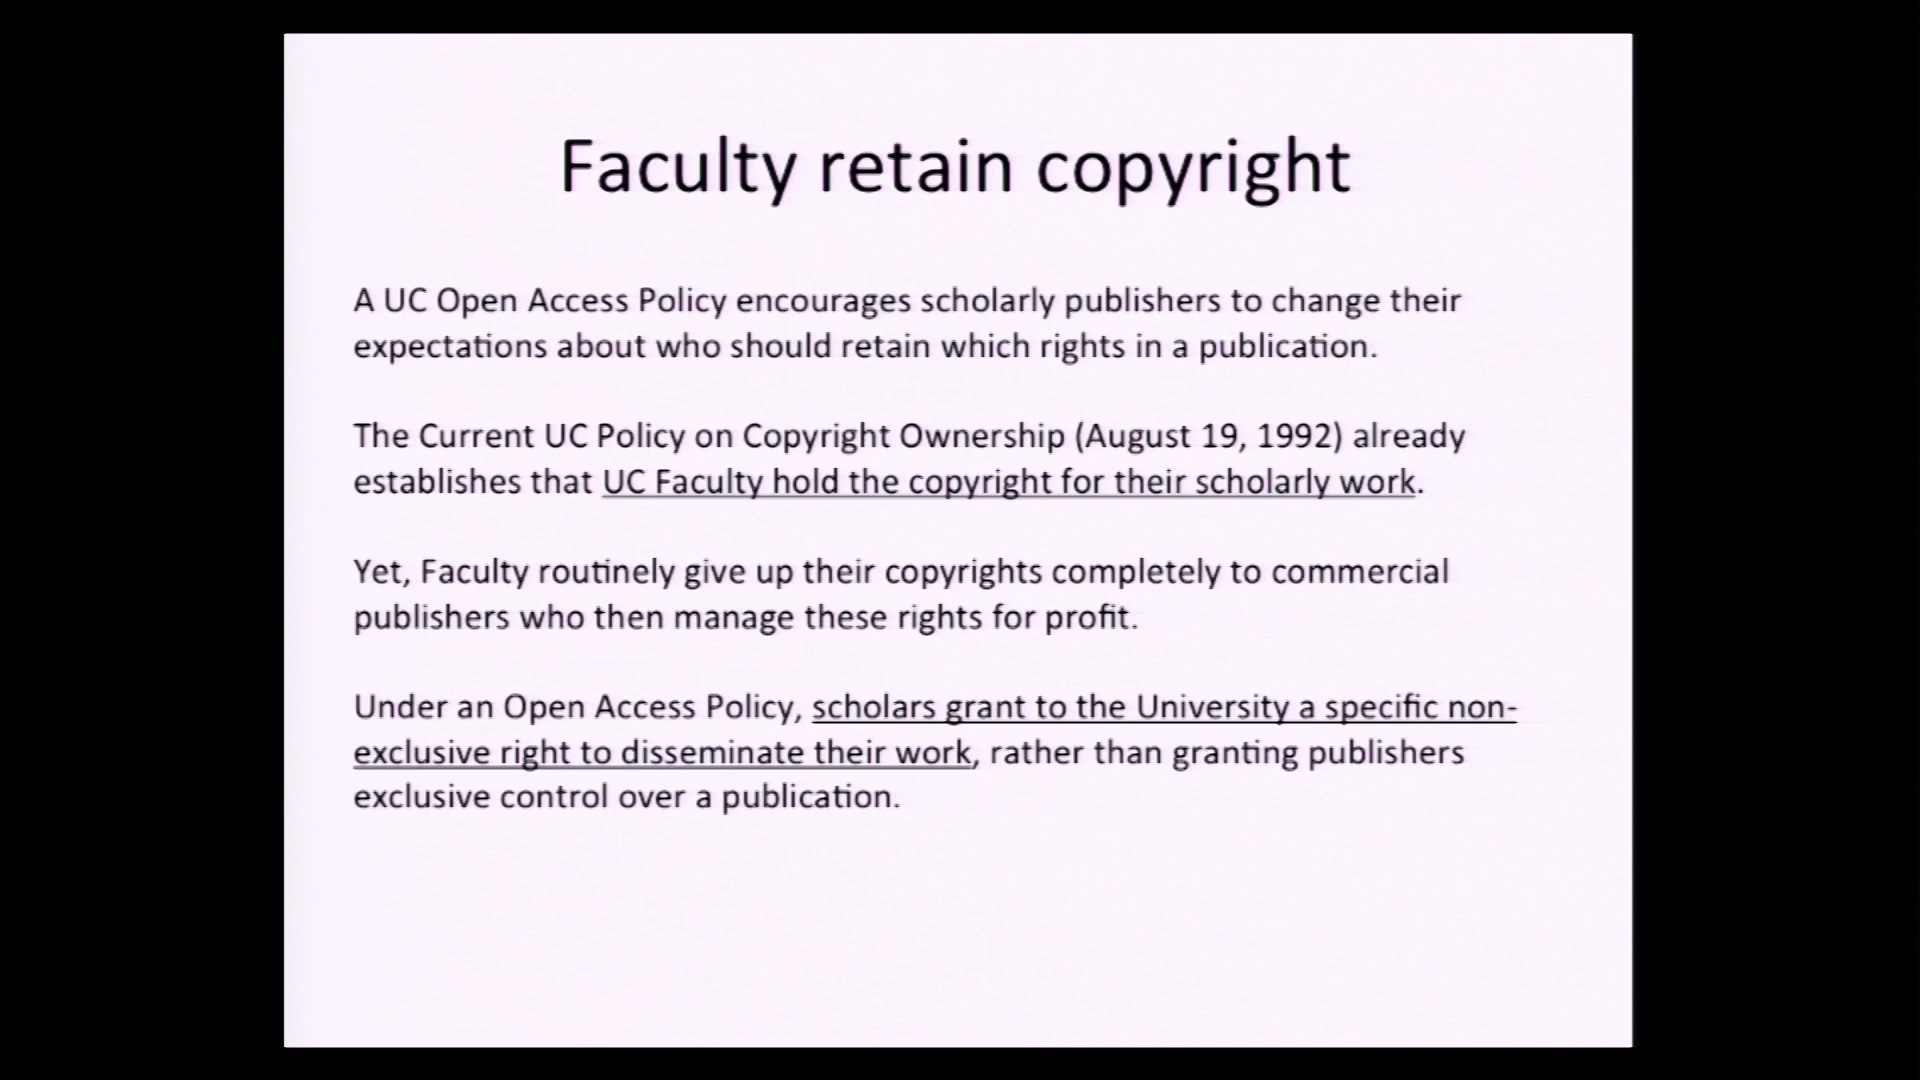 Faculty retain copyright
A UC Open Access Policy encourages scholarly publishers to change their
expectations about who should retain which rights in a publication.
The Current UC Policy on Copyright Ownership (August 19, 1992) already
establishes that UC Faculty hold the copyright for their scholarly work.
Yet, Faculty routinely give up their copyrights completely to commercial
publishers who then manage these rights for profit.
Under an Open Access Policy, scholars grant to the University a specific non-
exclusive right to disseminate their work, rather than granting publishers
exclusive control over a publication.